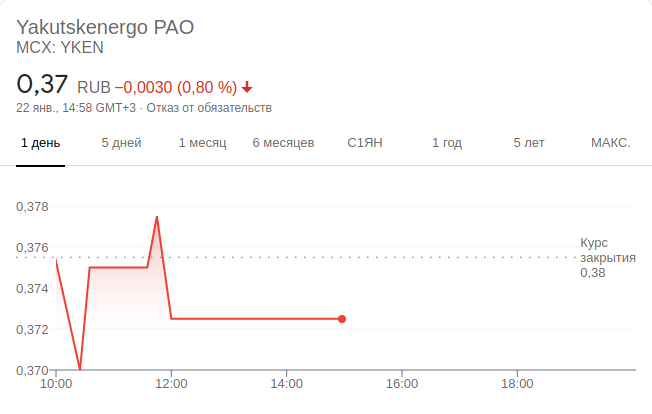 Yakutskenergo PAO
MCX: YKEN
0,37 RUB −0,0030 (0,80 %)
22 янв., 14:58 GMT+3 · Отказ от обязательств
1 день 5 дней 1 месяц 6 месяцев С1ЯН 1 год 5 лет МАКС.
0,378
0,376
0,374
0,372
0,370
Курс
закрытия
0,38
10:00 12:00 14:00 16:00 18:00